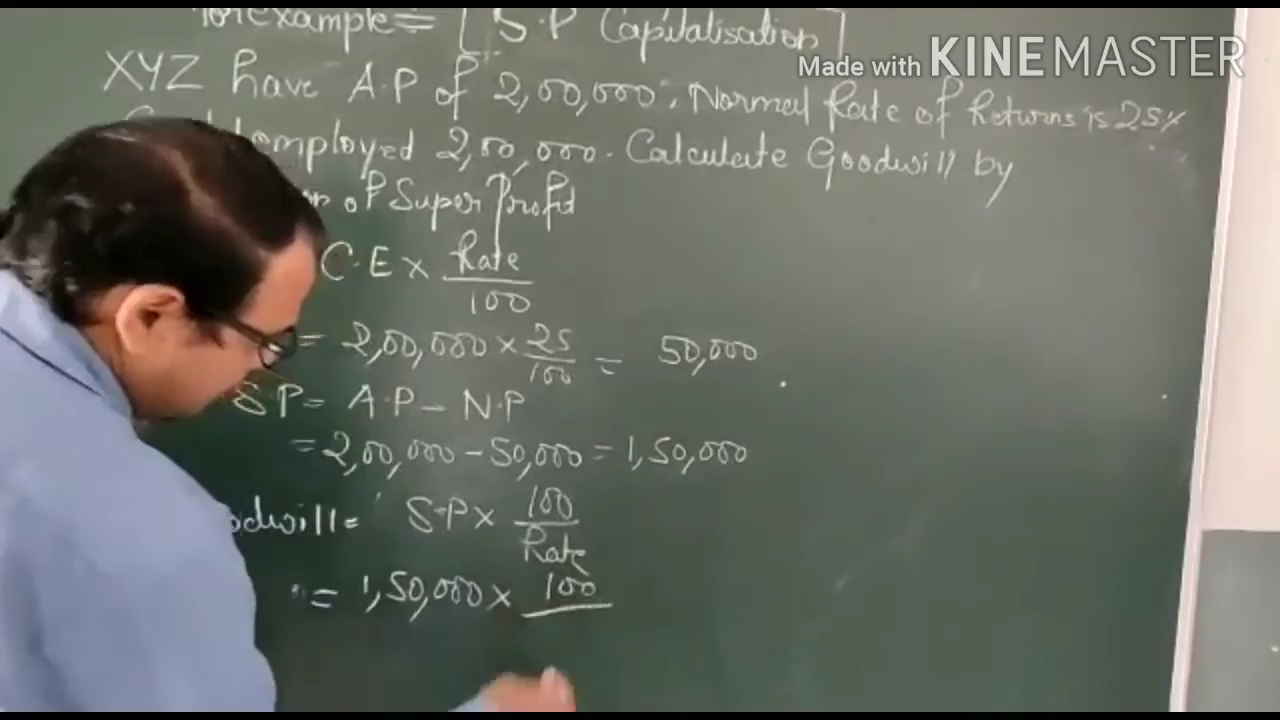 for example = [ S.P Capitalisation ]
Made with KINEMASTER
XYZ have A.P of 2,00,000. Normal Rate of Returns is 25%
employed 2,00,000. Calculate Goodwill by
of Super Profit
C.E × Rate / 100
= 2,00,000 × 25 / 100 = 50,000
S.P = A.P - N.P
= 2,00,000 - 50,000 = 1,50,000
odwill = S.P × 100 / Rate
= 1,50,000 × 100